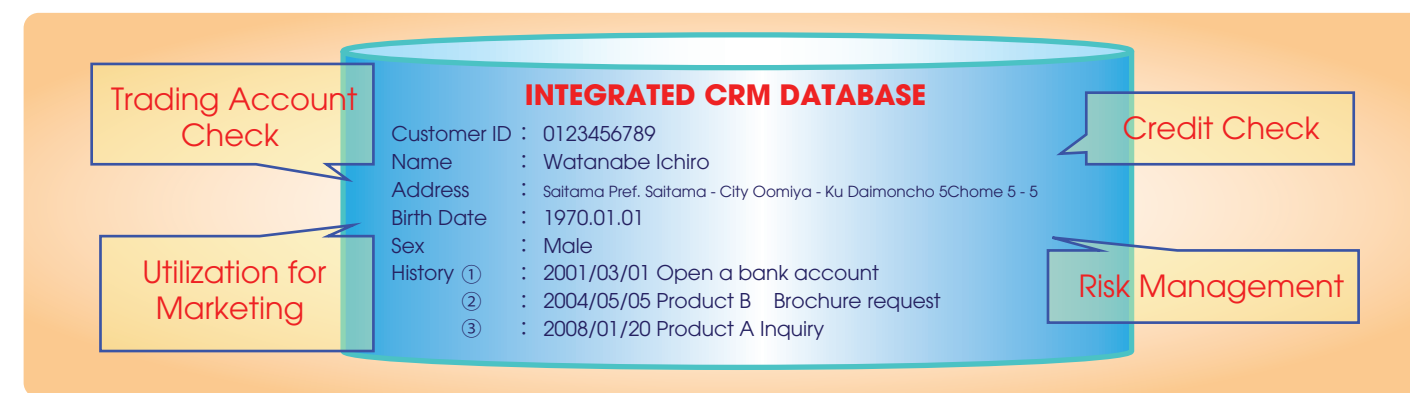 INTEGRATED CRM DATABASE
Trading Account
Check
Utilization for
Marketing
Customer ID : 0123456789
Name : Watanabe Ichiro
Address : Saitama Pref. Saitama - City Oomiya - Ku Daimoncho 5Chome 5 - 5
Birth Date : 1970.01.01
Sex : Male
History ① : 2001/03/01 Open a bank account
② : 2004/05/05 Product B Brochure request
③ : 2008/01/20 Product A Inquiry
Credit Check
Risk Management